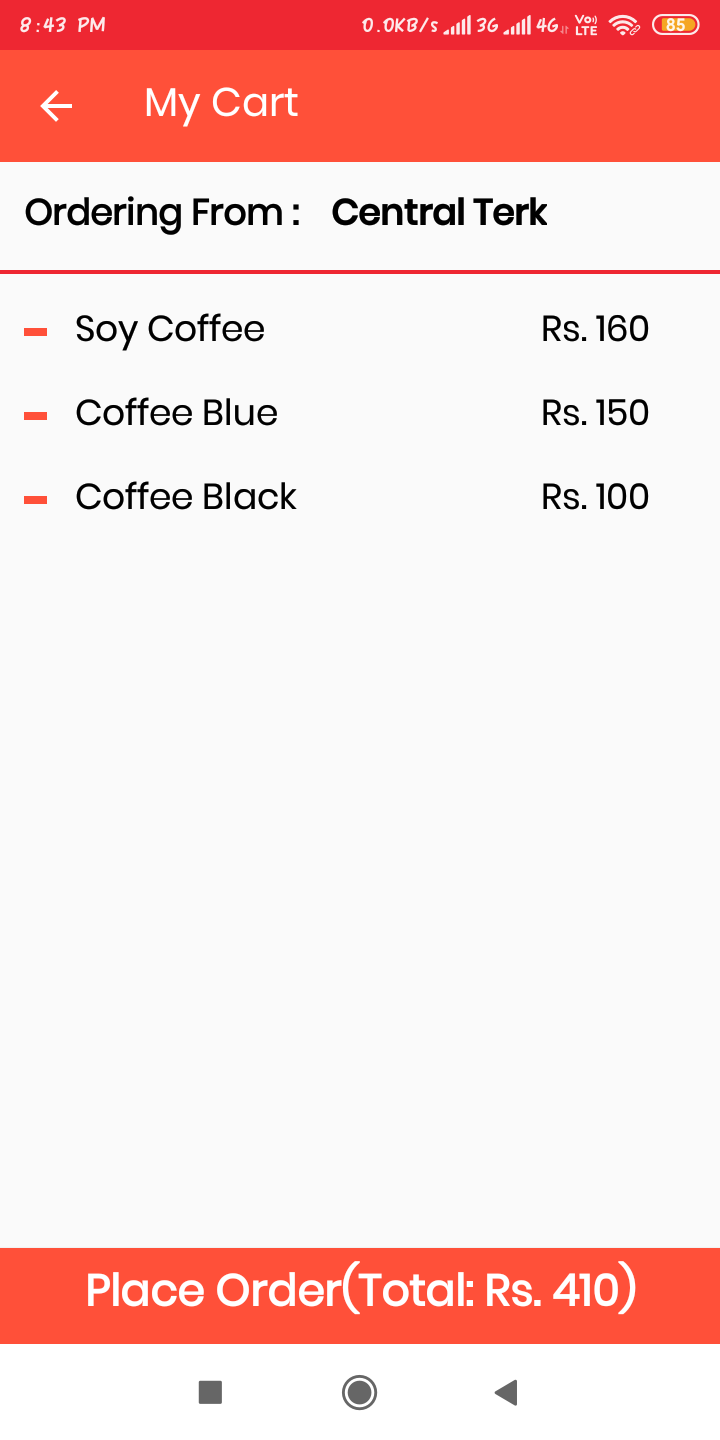 8:43 PM 0.0KB/s 3G 4G Vo) LTE 85
My Cart
Ordering From : Central Terk
Soy Coffee Rs. 160
Coffee Blue Rs. 150
Coffee Black Rs. 100
Place Order(Total: Rs. 410)